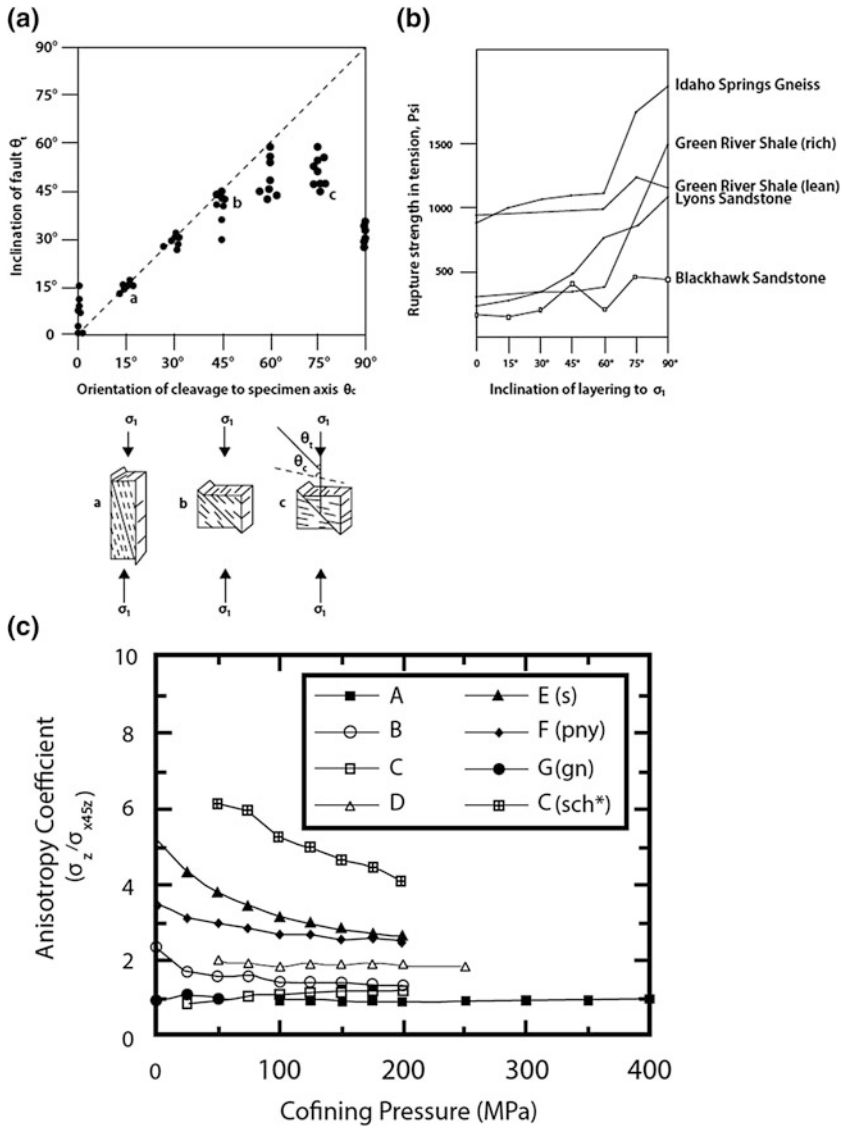 (a)
90°
75°
60°
45°
30°
15°
0
Inclination of fault θt
a
b
c
0 15° 30° 45° 60° 75° 90°
Orientation of cleavage to specimen axis θc
(b)
1500
1000
500
Rupture strength in tension, Psi
Idaho Springs Gneiss
Green River Shale (rich)
Green River Shale (lean)
Lyons Sandstone
Blackhawk Sandstone
0 15° 30° 45° 60° 75° 90°
Inclination of layering to σ1
σ1 σ1 σ1
θt
θc
a b c
σ1 σ1 σ1
(c)
10
8
6
4
2
0
Anisotropy Coefficient
(σz/σx45z)
A E (s)
B F (pny)
C G (gn)
D C (sch*)
0 100 200 300 400
Cofining Pressure (MPa)